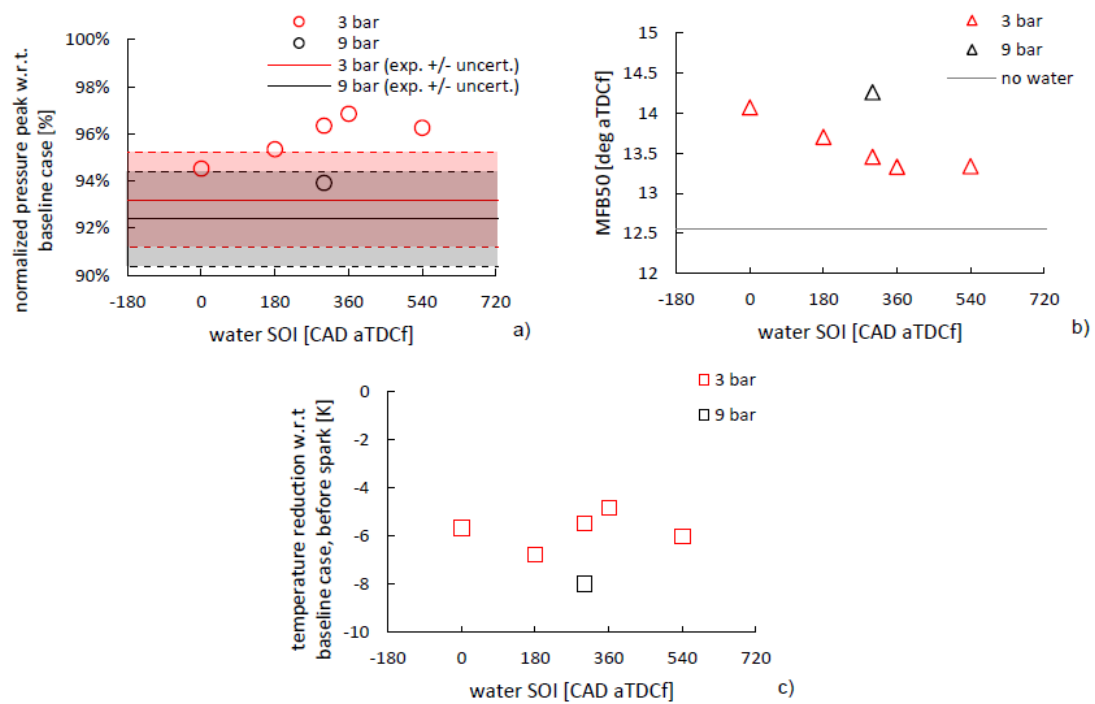 3 bar
9 bar
3 bar (exp. +/- uncert.)
9 bar (exp. +/- uncert.)
normalized pressure peak w.r.t.
baseline case [%]
100%
98%
96%
94%
92%
90%
-180 0 180 360 540 720
water SOI [CAD aTDCf]
a)
3 bar
9 bar
no water
MFB50 [deg aTDCf]
15
14.5
14
13.5
13
12.5
12
-180 0 180 360 540 720
water SOI [CAD aTDCf]
b)
3 bar
9 bar
temperature reduction w.r.t
baseline case, before spark [K]
0
-2
-4
-6
-8
-10
-180 0 180 360 540 720
water SOI [CAD aTDCf]
c)